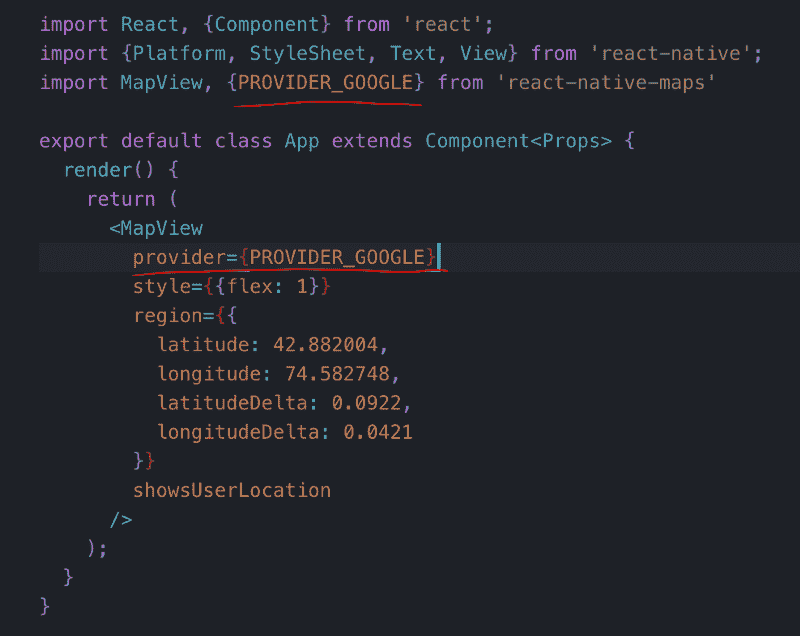 import React, {Component} from 'react';
import {Platform, StyleSheet, Text, View} from 'react-native';
import MapView, {PROVIDER_GOOGLE} from 'react-native-maps'
export default class App extends Component<Props> {
render() {
return (
<MapView
provider={PROVIDER_GOOGLE}
style={{flex: 1}}
region={{
latitude: 42.882004,
longitude: 74.582748,
latitudeDelta: 0.0922,
longitudeDelta: 0.0421
}}
showsUserLocation
/>
);
}
}